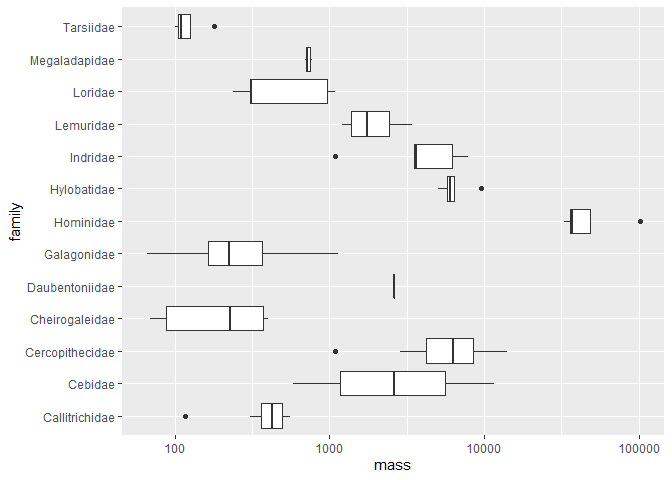 Tarsiidae
Megaladapidae
Loridae
Lemuridae
Indridae
Hylobatidae
Hominidae
Galagonidae
Daubentoniidae
Cheirogaleidae
Cercopithecidae
Cebidae
Callitrichidae
family
100 1000 10000 100000
mass